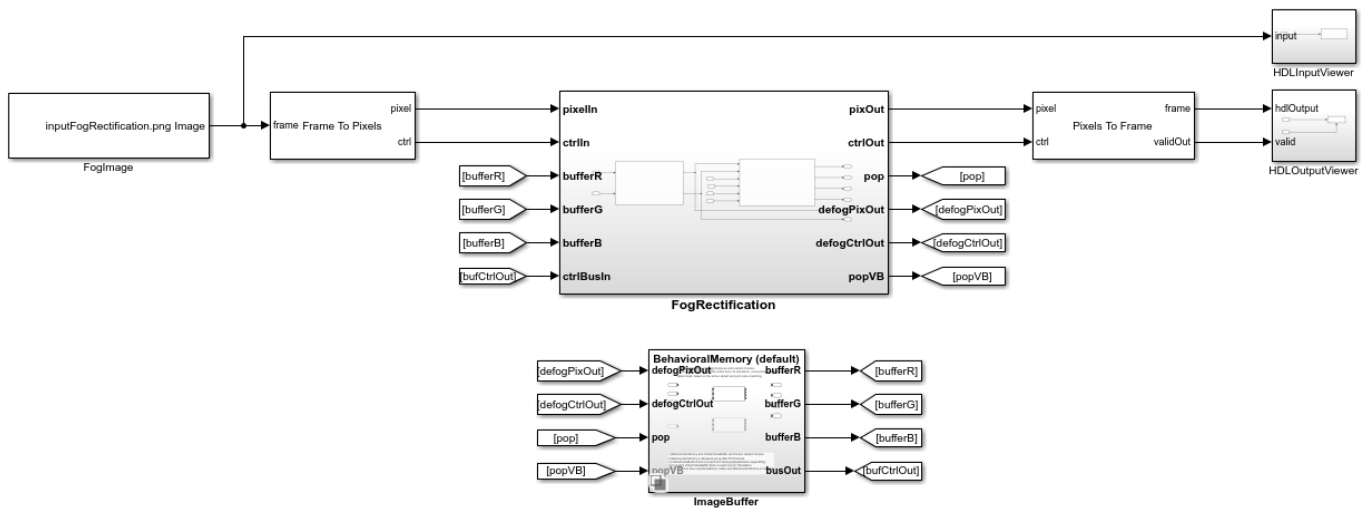 input
HDLInputViewer
inputFogRectification.png Image
FogImage
frame
Frame To Pixels
pixel
ctrl
pixelIn
ctrlIn
bufferR
bufferG
bufferB
ctrlBusIn
[bufferR]
[bufferG]
[bufferB]
[bufCtrlOut]
pixOut
ctrlOut
pop
defogPixOut
defogCtrlOut
popVB
FogRectification
[pop]
[defogPixOut]
[defogCtrlOut]
[popVB]
pixel
ctrl
Pixels To Frame
frame
validOut
hdlOutput
valid
HDLOutputViewer
BehavioralMemory (default)
[defogPixOut]
[defogCtrlOut]
[pop]
[popVB]
defogPixOut
defogCtrlOut
pop
popVB
bufferR
bufferG
bufferB
busOut
[bufferR]
[bufferG]
[bufferB]
[bufCtrlOut]
ImageBuffer